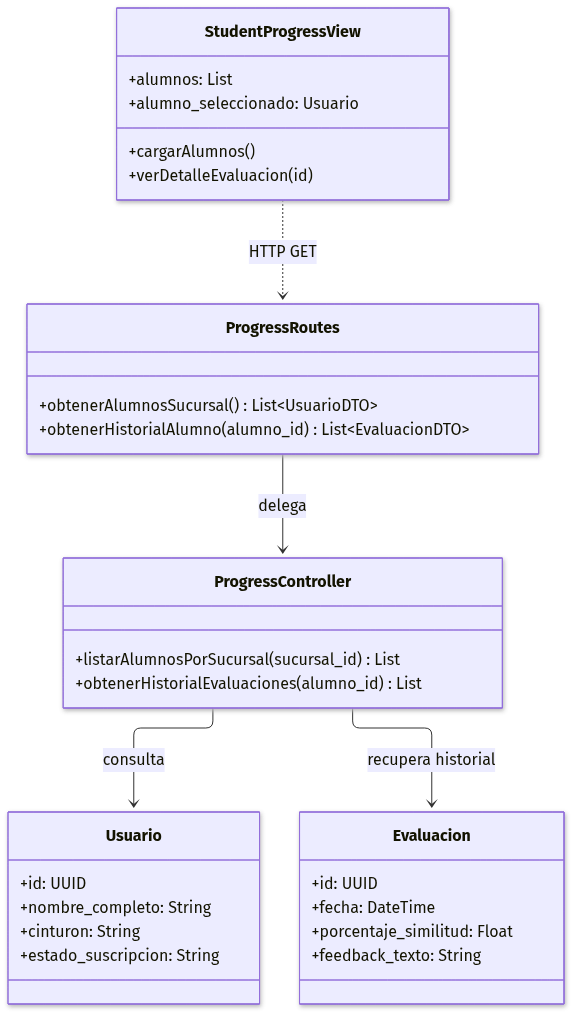 StudentProgressView
+alumnos: List
+alumno_seleccionado: Usuario
+cargarAlumnos()
+verDetalleEvaluacion(id)
HTTP GET
ProgressRoutes
+obtenerAlumnosSucursal() : List<UsuarioDTO>
+obtenerHistorialAlumno(alumno_id) : List<EvaluacionDTO>
delega
ProgressController
+listarAlumnosPorSucursal(sucursal_id) : List
+obtenerHistorialEvaluaciones(alumno_id) : List
consulta
recupera historial
Usuario
+id: UUID
+nombre_completo: String
+cinturon: String
+estado_suscripcion: String
Evaluacion
+id: UUID
+fecha: DateTime
+porcentaje_similitud: Float
+feedback_texto: String